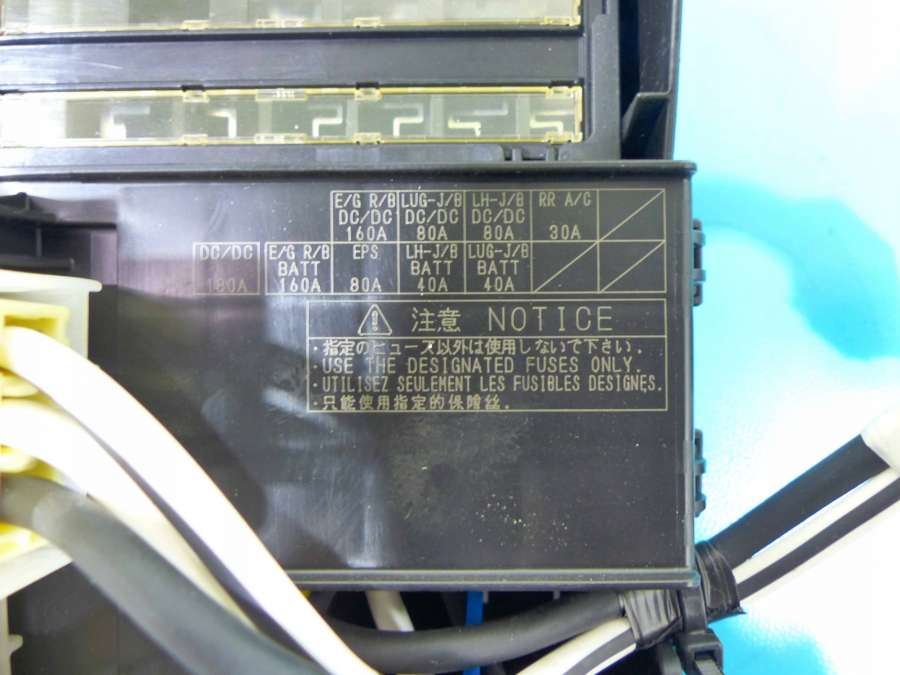 E/G R/B LUG-J/B LH-J/B RR A/C
DC/DC DC/DC DC/DC
160A 80A 80A 30A
DC/DC E/G R/B EPS LH-J/B LUG-J/B
BATT BATT BATT
180A 160A 80A 40A 40A
注意 NOTICE
・指定のヒューズ以外は使用しないで下さい.
・USE THE DESIGNATED FUSES ONLY.
・UTILISEZ SEULEMENT LES FUSIBLES DESIGNES.
・只能使用指定的保險丝.